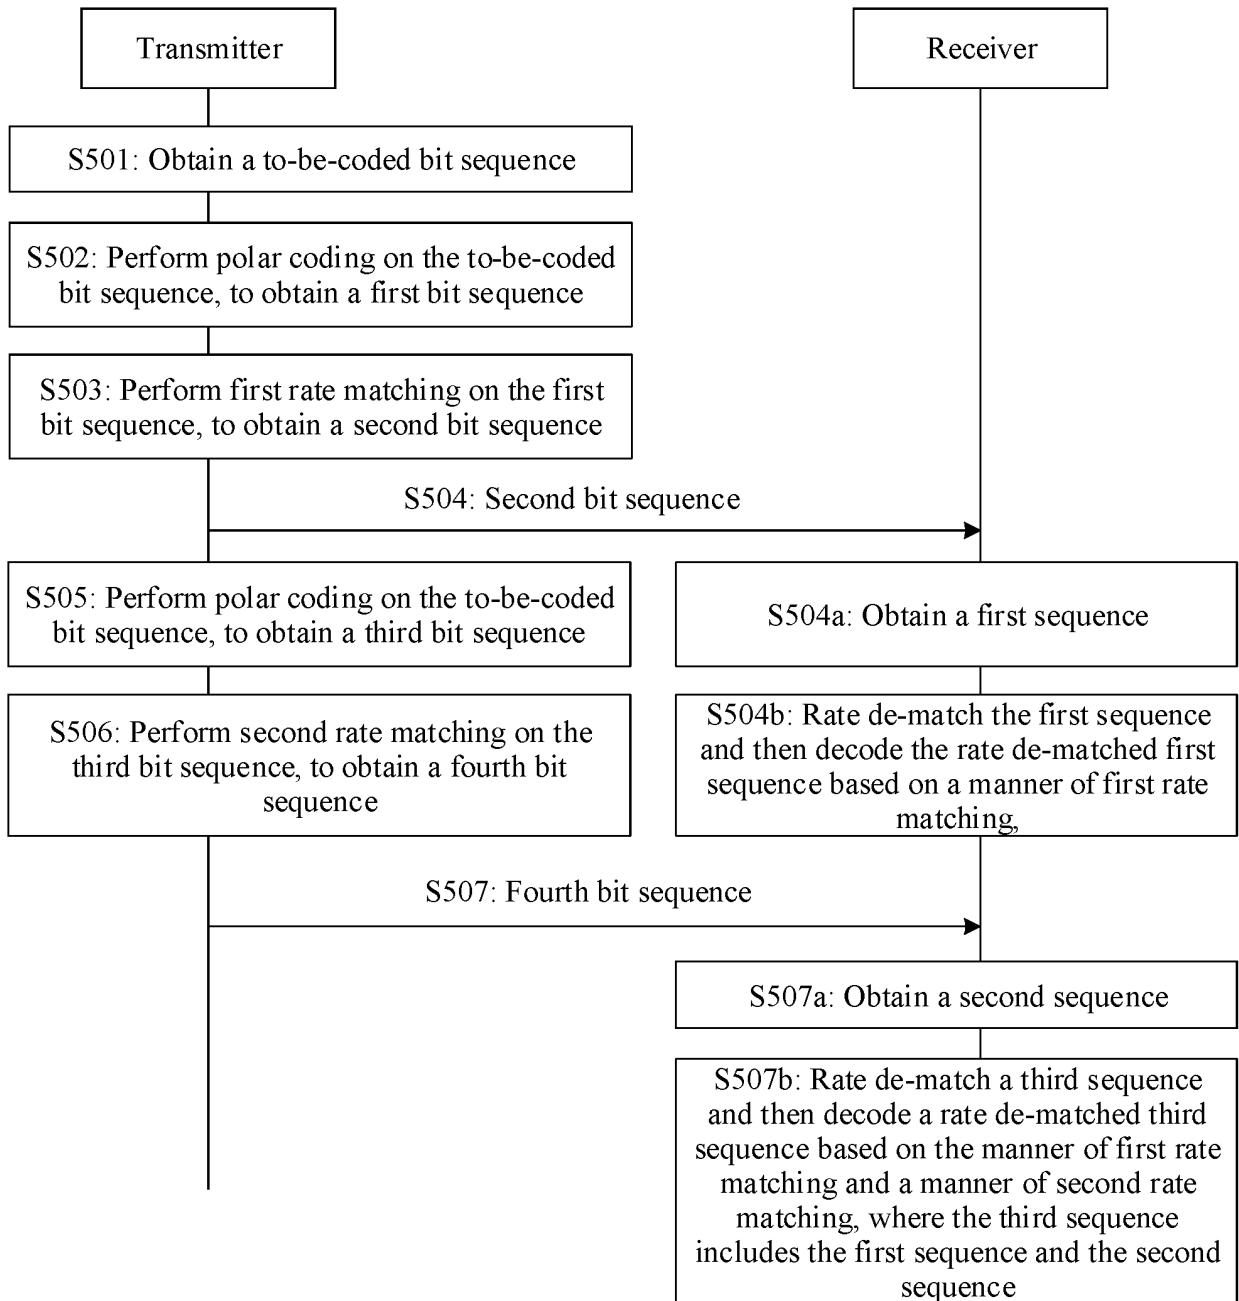 Transmitter
Receiver
S501: Obtain a to-be-coded bit sequence
S502: Perform polar coding on the to-be-coded
bit sequence, to obtain a first bit sequence
S503: Perform first rate matching on the first
bit sequence, to obtain a second bit sequence
S504: Second bit sequence
S505: Perform polar coding on the to-be-coded
bit sequence, to obtain a third bit sequence
S504a: Obtain a first sequence
S506: Perform second rate matching on the
third bit sequence, to obtain a fourth bit
sequence
S504b: Rate de-match the first sequence
and then decode the rate de-matched first
sequence based on a manner of first rate
matching,
S507: Fourth bit sequence
S507a: Obtain a second sequence
S507b: Rate de-match a third sequence
and then decode a rate de-matched third
sequence based on the manner of first rate
matching and a manner of second rate
matching, where the third sequence
includes the first sequence and the second
sequence